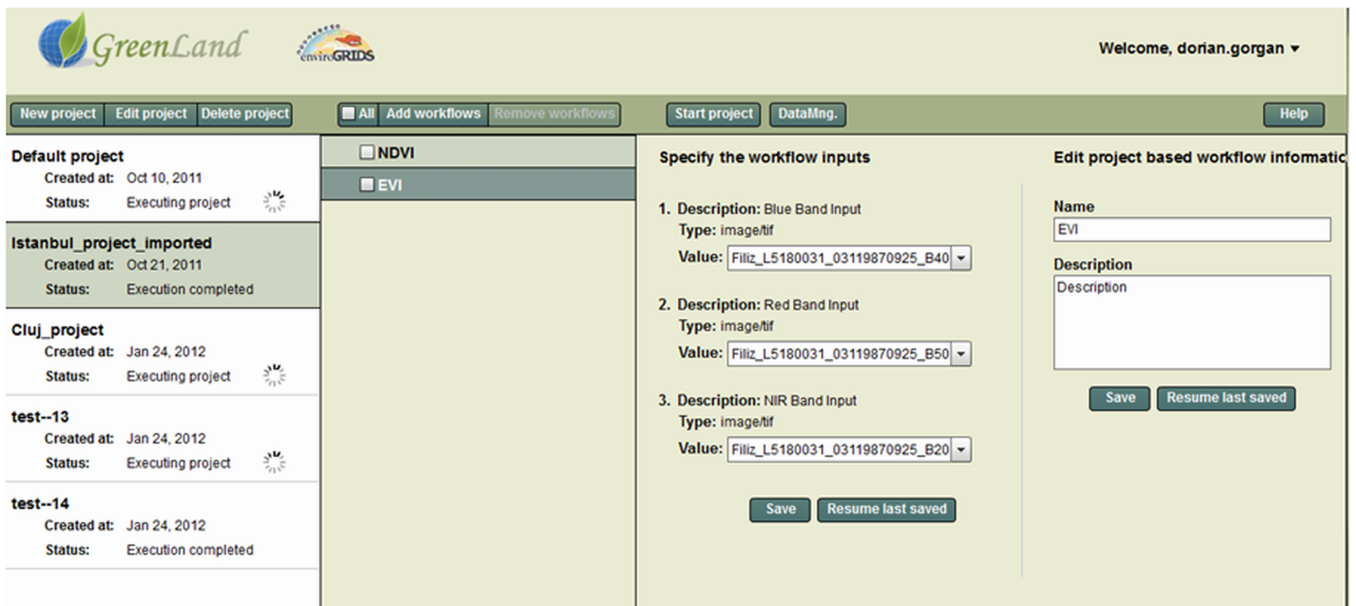 GreenLand
enviroGRIDS
Welcome, dorian.gorgan
New project Edit project Delete project
All Add workflows Remove workflows
Start project DataMng.
Help
Default project
Created at: Oct 10, 2011
Status: Executing project
Istanbul_project_imported
Created at: Oct 21, 2011
Status: Execution completed
Cluj_project
Created at: Jan 24, 2012
Status: Executing project
test--13
Created at: Jan 24, 2012
Status: Executing project
test--14
Created at: Jan 24, 2012
Status: Execution completed
NDVI
EVI
Specify the workflow inputs
1. Description: Blue Band Input
Type: image/tif
Value: Filiz_L5180031_03119870925_B40
2. Description: Red Band Input
Type: image/tif
Value: Filiz_L5180031_03119870925_B50
3. Description: NIR Band Input
Type: image/tif
Value: Filiz_L5180031_03119870925_B20
Save Resume last saved
Edit project based workflow informatio
Name
EVI
Description
Description
Save Resume last saved